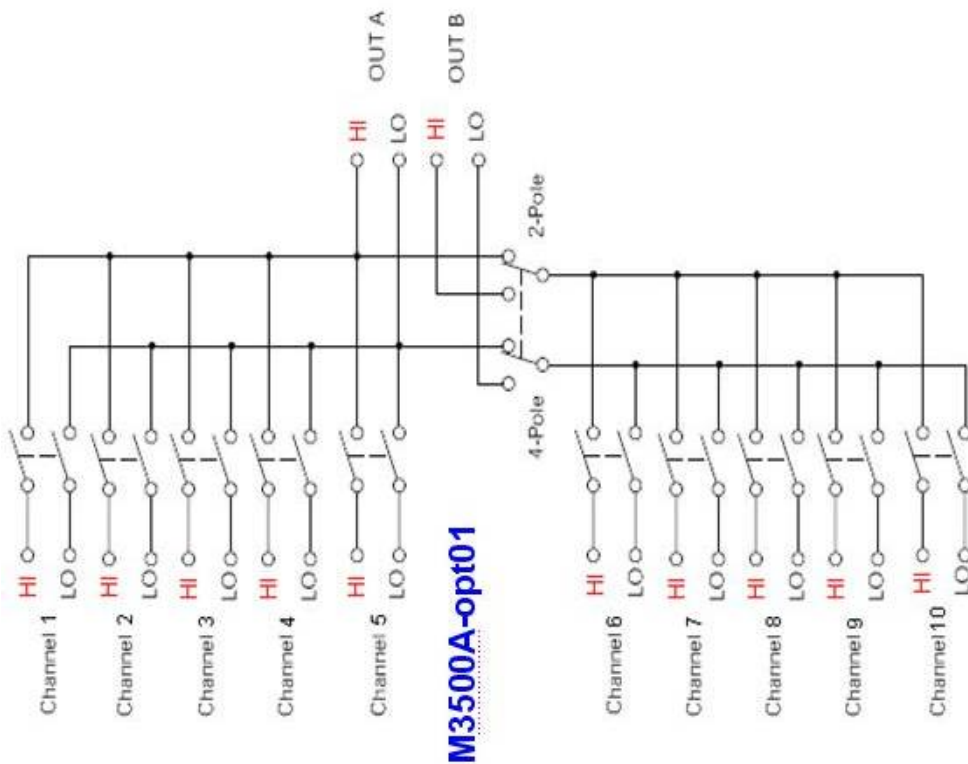 OUT A
OUT B
HI
LO
HI
LO
2-Pole
4-Pole
HI
LO
Channel 1
HI
LO
Channel 2
HI
LO
Channel 3
HI
LO
Channel 4
HI
LO
Channel 5
M3500A-opt01
HI
LO
Channel 6
HI
LO
Channel 7
HI
LO
Channel 8
HI
LO
Channel 9
HI
LO
Channel 10